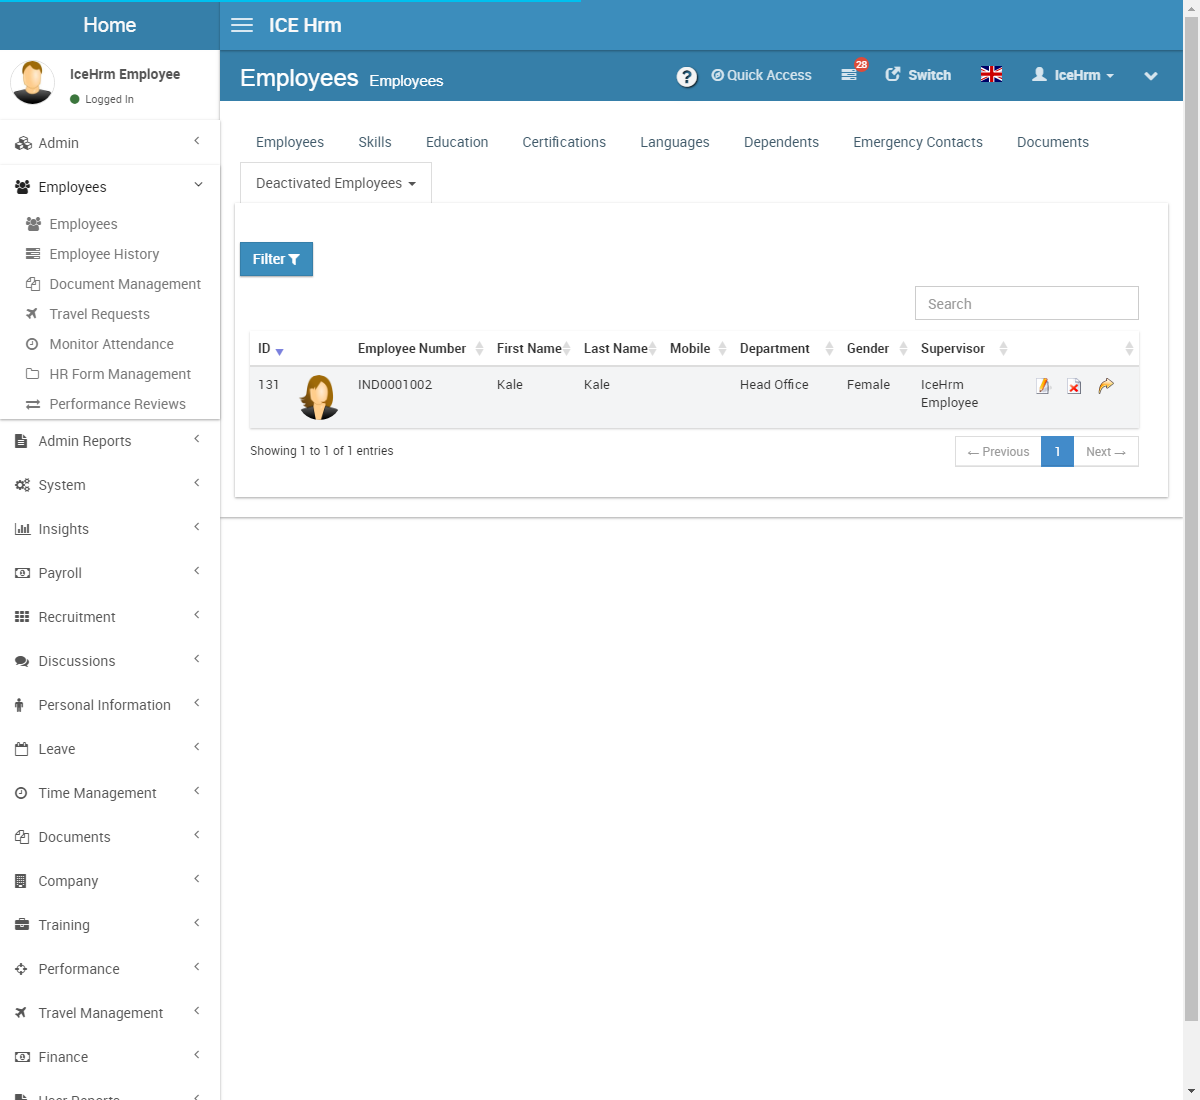 Home
ICE Hrm
IceHrm Employee
Logged In
Employees Employees
? Quick Access
28
Switch
IceHrm
Admin
Employees
Employees
Employee History
Document Management
Travel Requests
Monitor Attendance
HR Form Management
Performance Reviews
Admin Reports
System
Insights
Payroll
Recruitment
Discussions
Personal Information
Leave
Time Management
Documents
Company
Training
Performance
Travel Management
Finance
User Reports
Employees Skills Education Certifications Languages Dependents Emergency Contacts Documents
Deactivated Employees
Filter
Search
ID Employee Number First Name Last Name Mobile Department Gender Supervisor
131 IND0001002 Kale Kale Head Office Female IceHrm
Employee
Showing 1 to 1 of 1 entries
← Previous 1 Next →